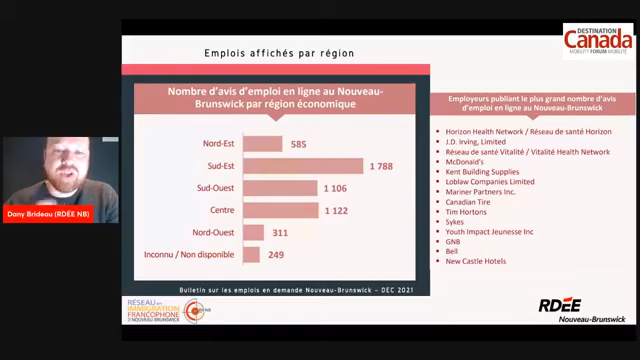 DESTINATION
Canada
MOBILITY FORUM MOBILITÉ
Emplois affichés par région
Nombre d'avis d'emploi en ligne au Nouveau-
Brunswick par région économique
Nord-Est 585
Sud-Est 1 788
Sud-Ouest 1 106
Centre 1 122
Nord-Ouest 311
Inconnu / Non disponible 249
Employeurs publiant le plus grand nombre d'avis
d'emploi en ligne au Nouveau-Brunswick
Horizon Health Network / Réseau de santé Horizon
J.D. Irving, Limited
Réseau de santé Vitalité / Vitalité Health Network
McDonald's
Kent Building Supplies
Loblaw Companies Limited
Mariner Partners Inc.
Canadian Tire
Tim Hortons
Sykes
Youth Impact Jeunesse Inc
GNB
Bell
New Castle Hotels
Dany Brideau (RDÉE NB)
Bulletin sur les emplois en demande Nouveau-Brunswick – DEC 2021
RÉSEAU EN
IMMIGRATION
FRANCOPHONE
NOUVEAU-BRUNSWICK
RDÉE
Nouveau-Brunswick